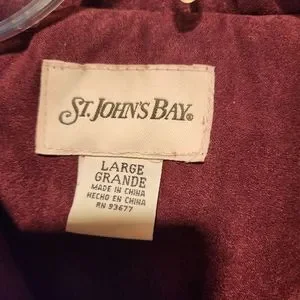 ST. JOHN'S BAY®
LARGE
GRANDE
MADE IN CHINA
HECHO EN CHINA
RN 93677